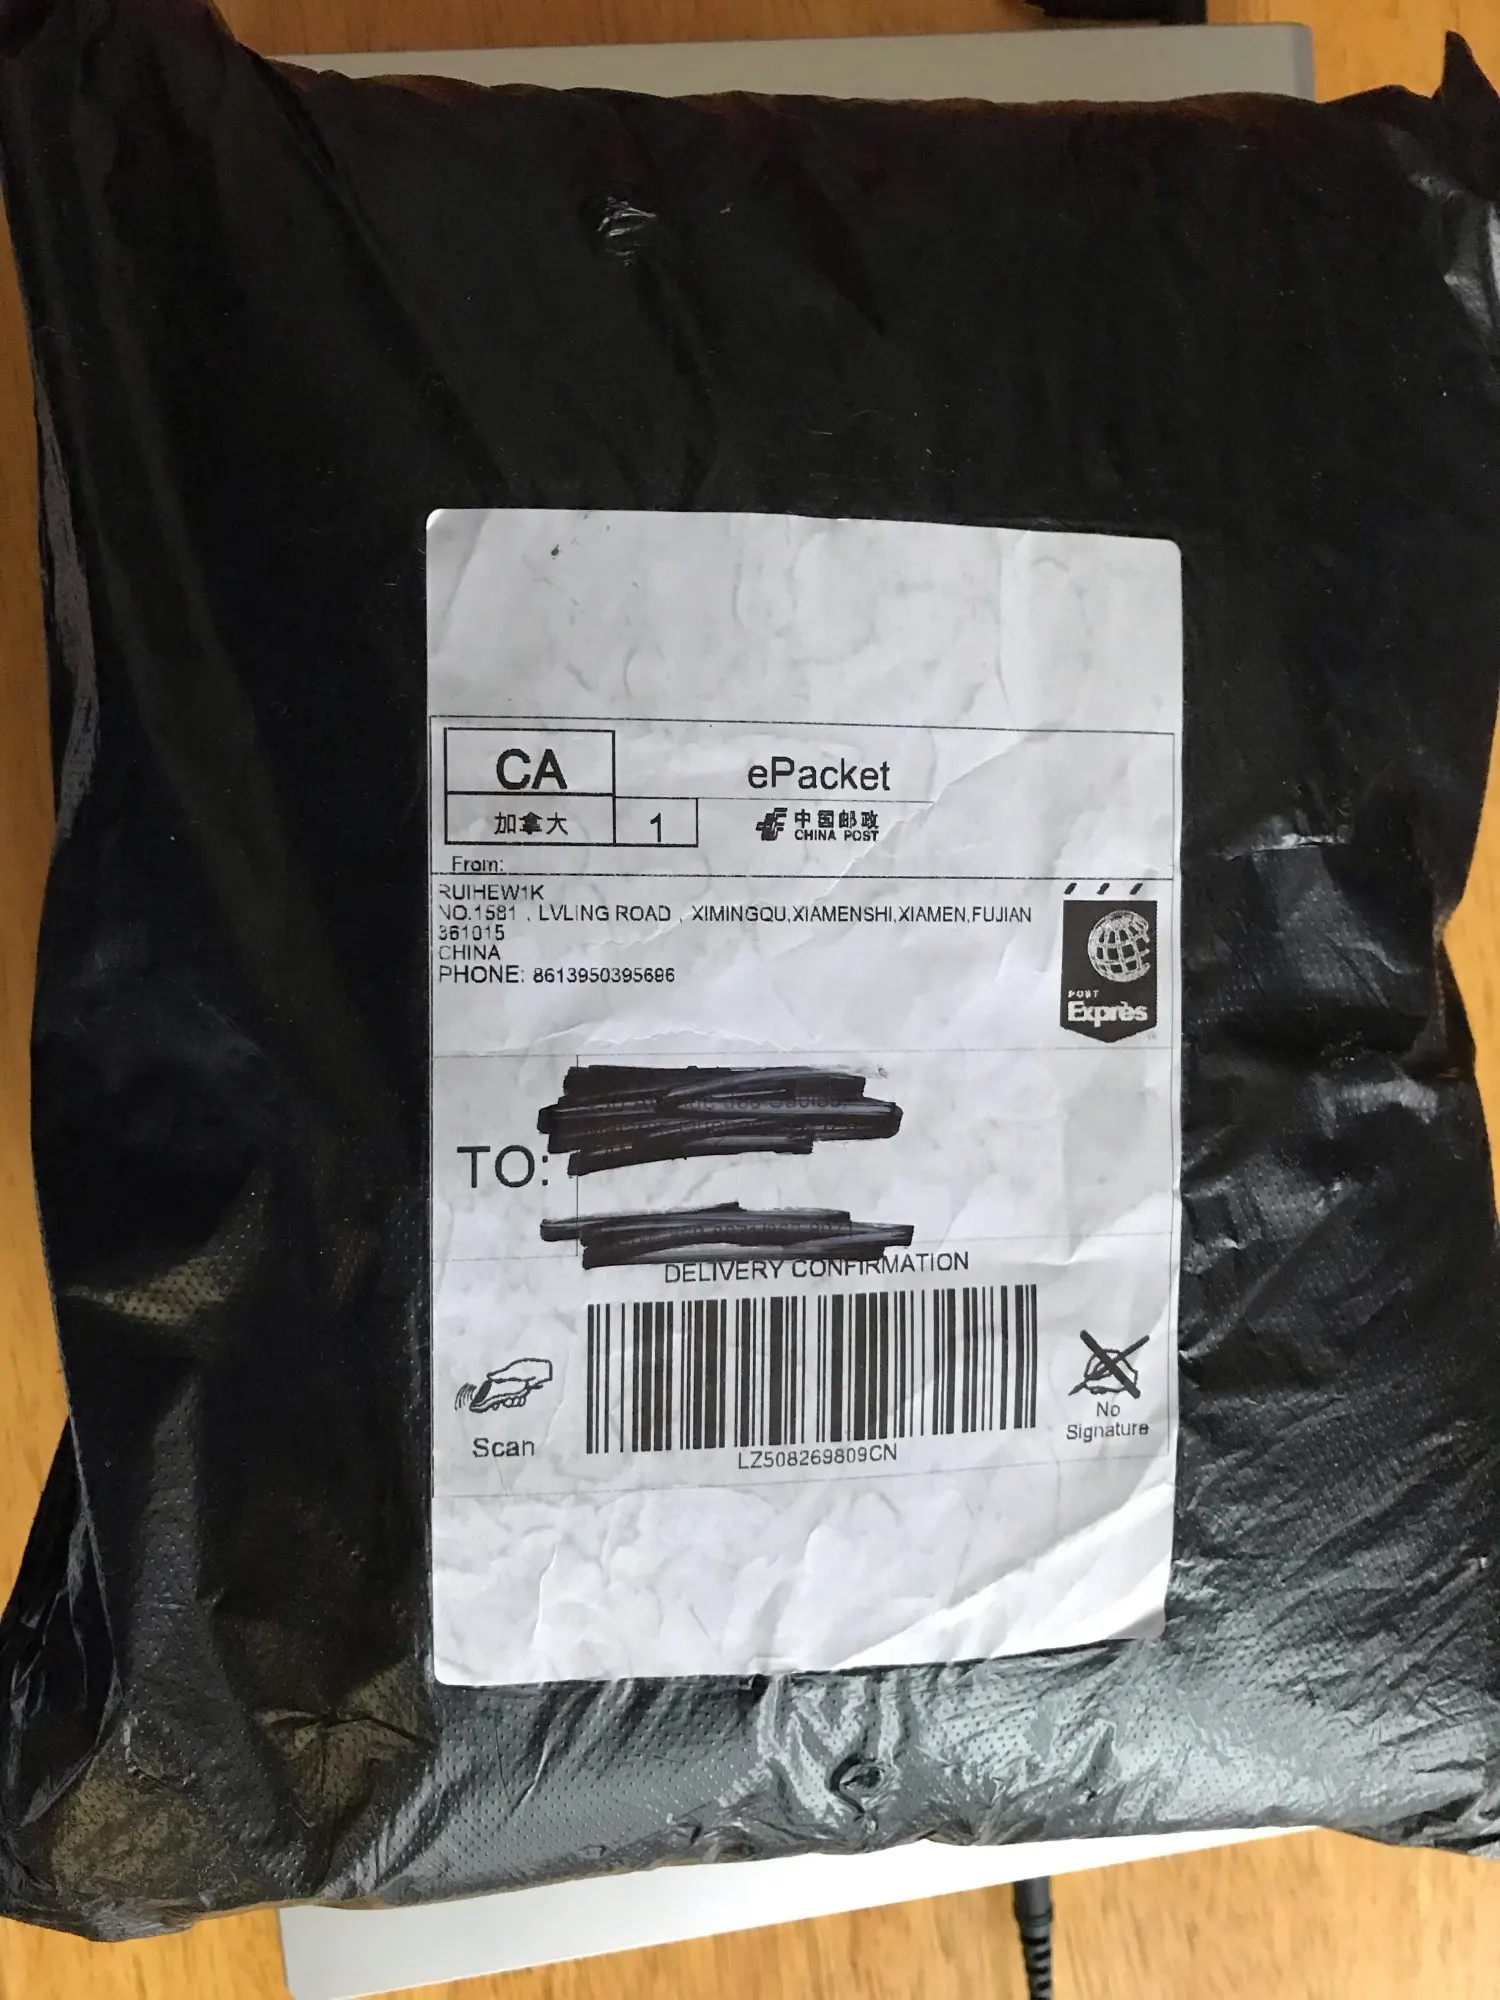 CA
ePacket
加拿大
1
中国邮政
CHINA POST
From:
RUIHEW1K
NO.1581 , LVLING ROAD , XIMINGQU,XIAMENSHI,XIAMEN,FUJIAN
361015
CHINA
PHONE: 8613950395696
POST
Exprès
TO:
DELIVERY CONFIRMATION
Scan
No
Signature
LZ508269809CN